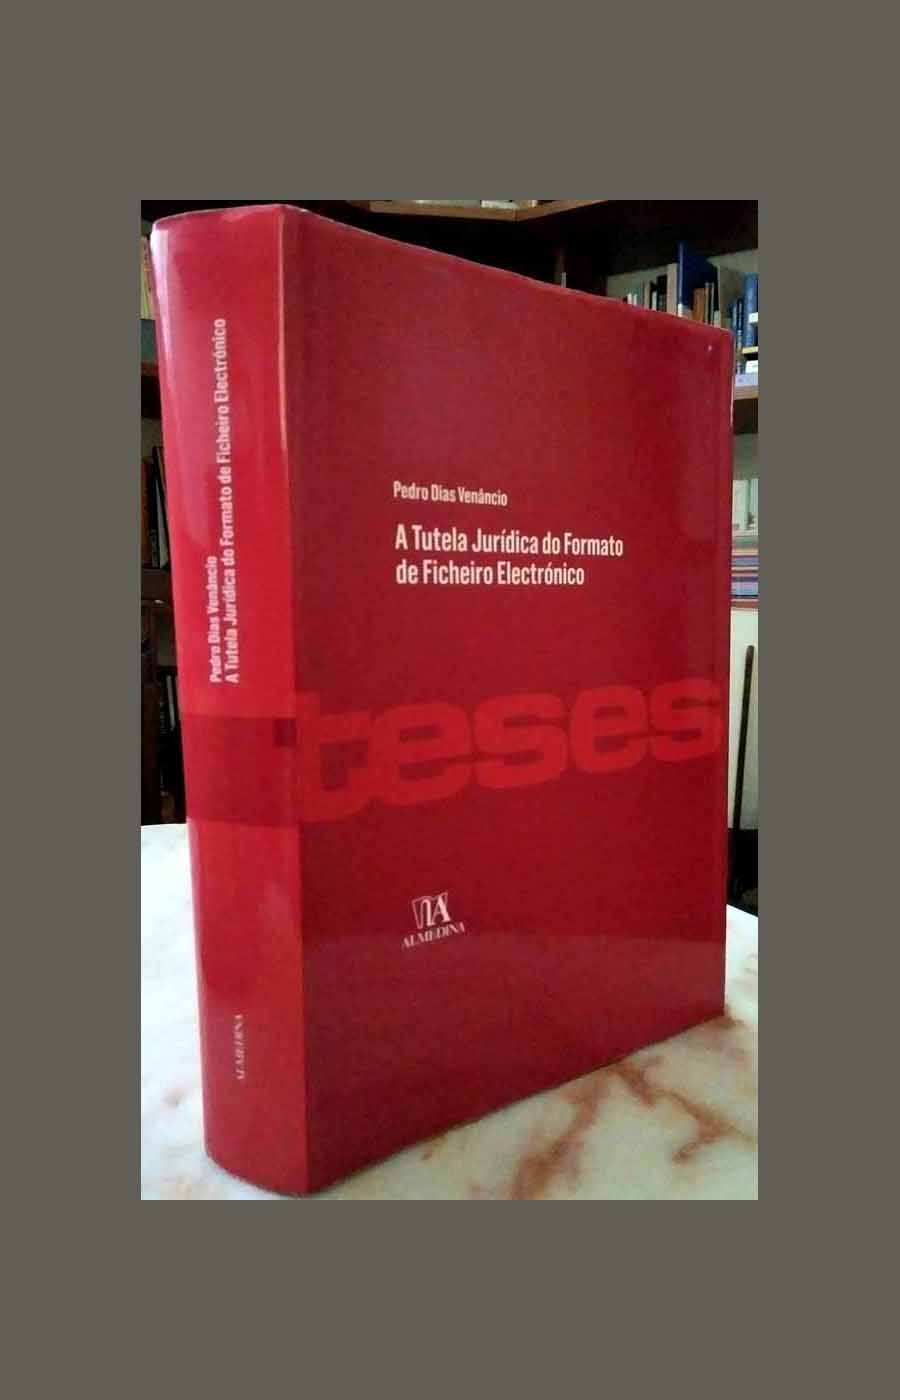 Pedro Dias Venâncio
A Tutela Jurídica do Formato de Ficheiro Electrónico
ALMEDINA
Pedro Dias Venâncio
A Tutela Jurídica do Formato
de Ficheiro Electrónico
teses
ALMEDINA